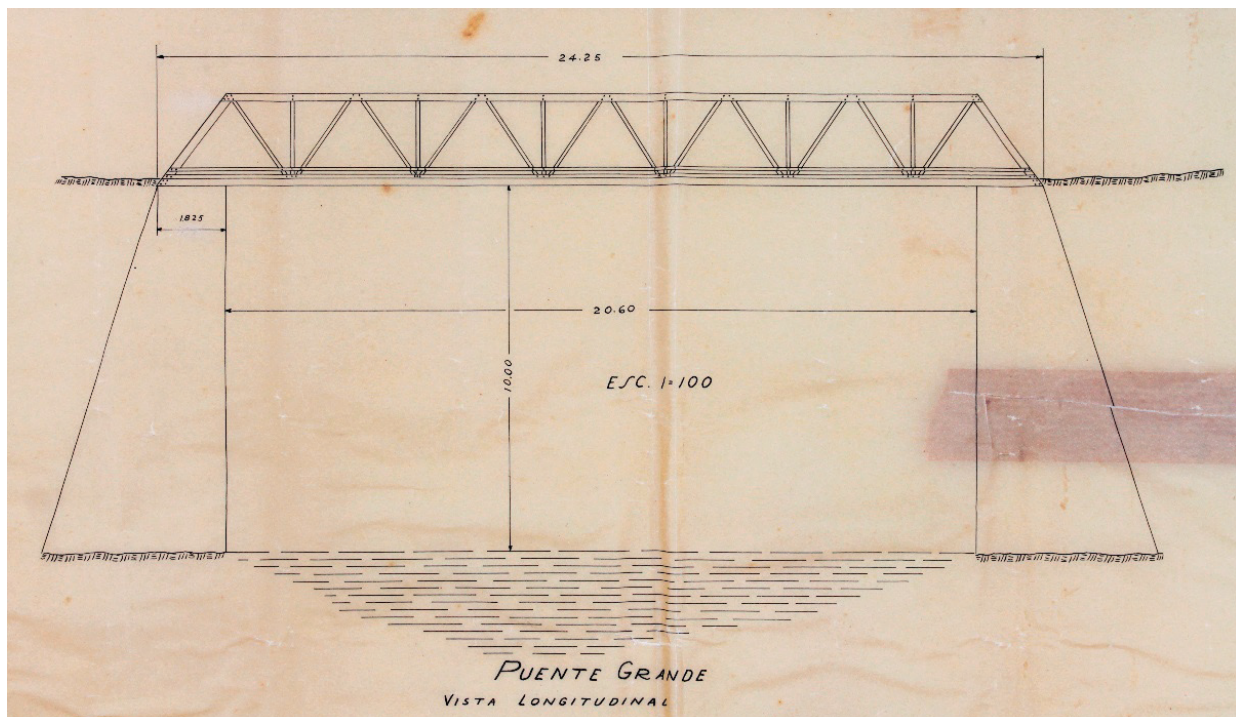 24.25
1.825
20.60
10.00
ESC. 1=100
PUENTE GRANDE
VISTA LONGITUDINAL